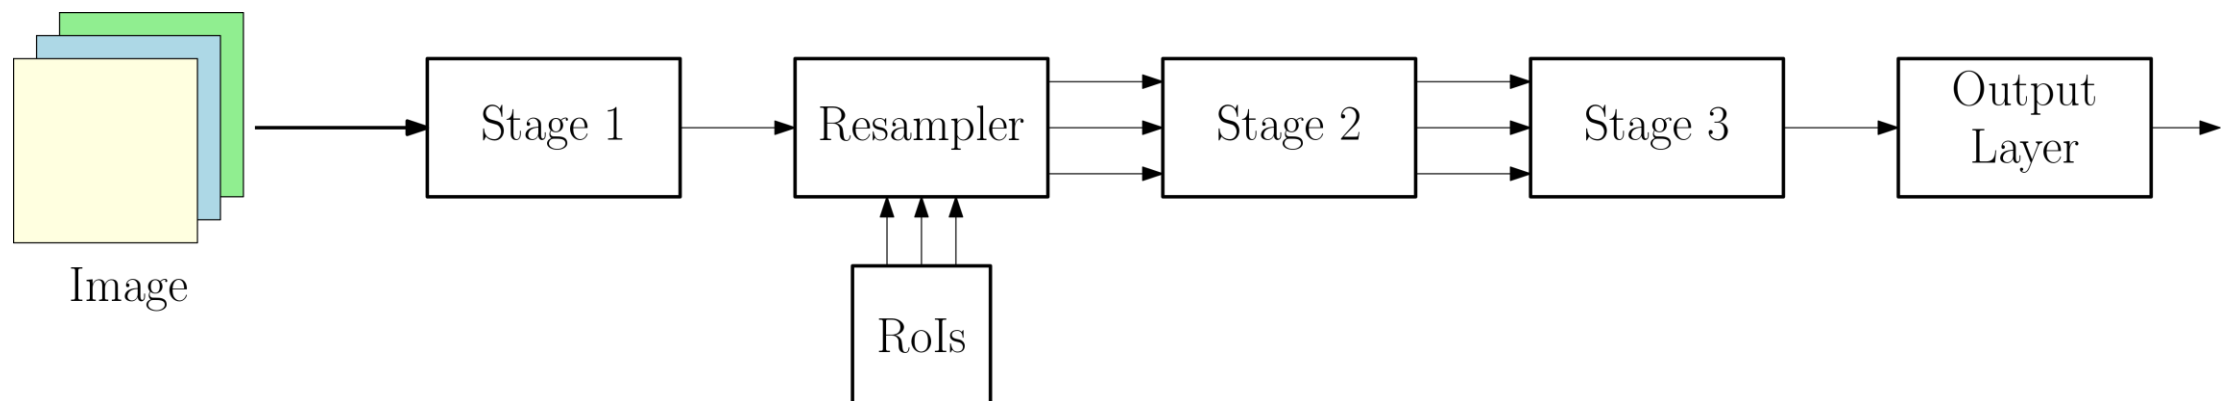 Image
Stage 1
Resampler
RoIs
Stage 2
Stage 3
Output
Layer